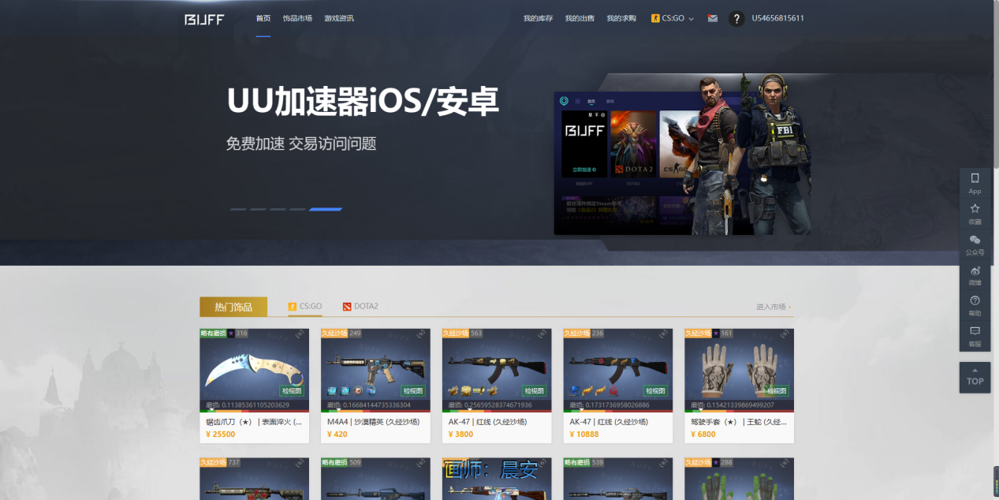 BUFF 首页 饰品市场 游戏资讯 我的库存 我的出售 我的求购 CS:GO ? U54656815611
UU加速器iOS/安卓
免费加速 交易访问问题
首页 游戏
BUFF
立即加速
DOTA2
CS:GO
FBI
DOTA2
App
收藏
公众号
微博
帮助
客服
TOP
热门饰品 CS:GO DOTA2 进入市场
略有磨损 ★ 316 久经沙场 249 久经沙场 563 久经沙场 236 久经沙场 ★ 161
检视图 检视图 检视图 检视图 检视图
磨损: 0.11385361105203629 磨损: 0.16684144735336304 磨损: 0.25659528374671936 磨损: 0.1731736958026886 磨损: 0.15421339869499207
锯齿爪刀（★） | 表面淬火 (... M4A4 | 沙漠精英 (久经沙场) AK-47 | 红线 (久经沙场) AK-47 | 红线 (久经沙场) 驾驶手套（★） | 王蛇 (久经...
¥ 25500 ¥ 420 ¥ 3800 ¥ 10888 ¥ 6800
久经沙场 737 略有磨损 509 画师：晨安 略有磨损 539 久经沙场 ★ 288